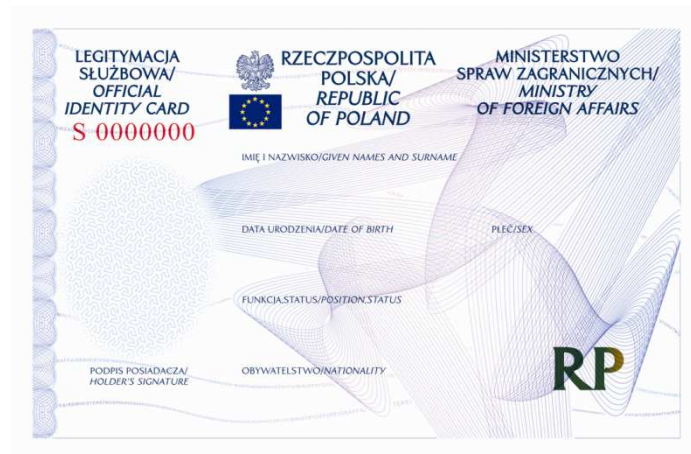 LEGITYMACJA
SŁUŻBOWA/
OFFICIAL
IDENTITY CARD
S 0000000
RZECZPOSPOLITA
POLSKA/
REPUBLIC
OF POLAND
MINISTERSTWO
SPRAW ZAGRANICZNYCH/
MINISTRY
OF FOREIGN AFFAIRS
IMIĘ I NAZWISKO/GIVEN NAMES AND SURNAME
DATA URODZENIA/DATE OF BIRTH
PŁEĆ/SEX
FUNKCJA,STATUS/POSITION,STATUS
PODPIS POSIADACZA/
HOLDER'S SIGNATURE
OBYWATELSTWO/NATIONALITY
RP